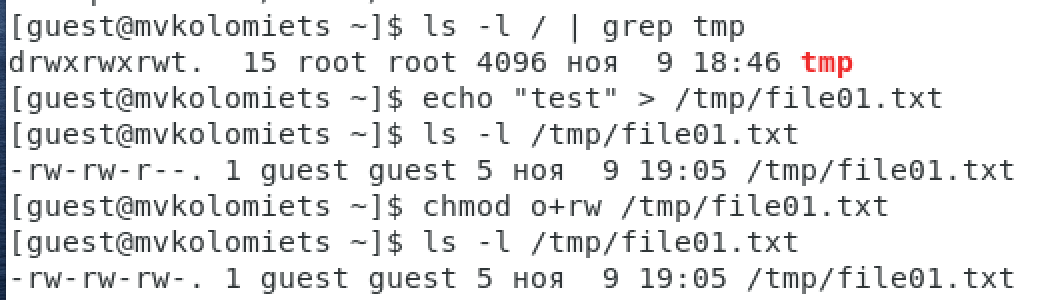 [guest@mvkolomiets ~]$ ls -l / | grep tmp
drwxrwxrwt.  15 root root 4096 ноя  9 18:46 tmp
[guest@mvkolomiets ~]$ echo "test" > /tmp/file01.txt
[guest@mvkolomiets ~]$ ls -l /tmp/file01.txt
-rw-rw-r--. 1 guest guest 5 ноя  9 19:05 /tmp/file01.txt
[guest@mvkolomiets ~]$ chmod o+rw /tmp/file01.txt
[guest@mvkolomiets ~]$ ls -l /tmp/file01.txt
-rw-rw-rw-. 1 guest guest 5 ноя  9 19:05 /tmp/file01.txt